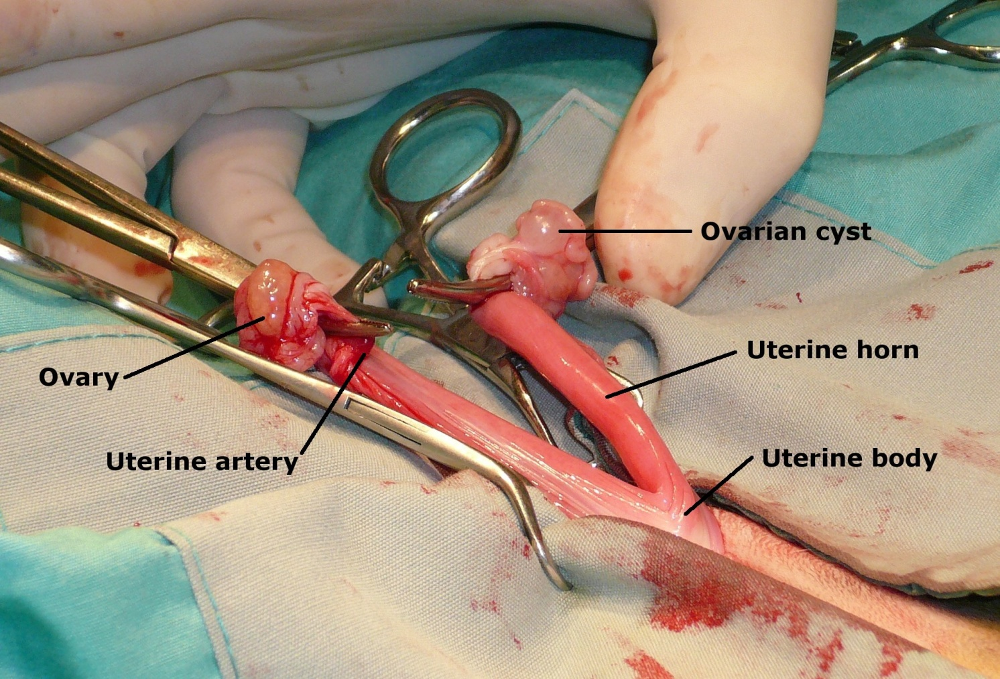 Ovarian cyst
Uterine horn
Ovary
Uterine artery
Uterine body